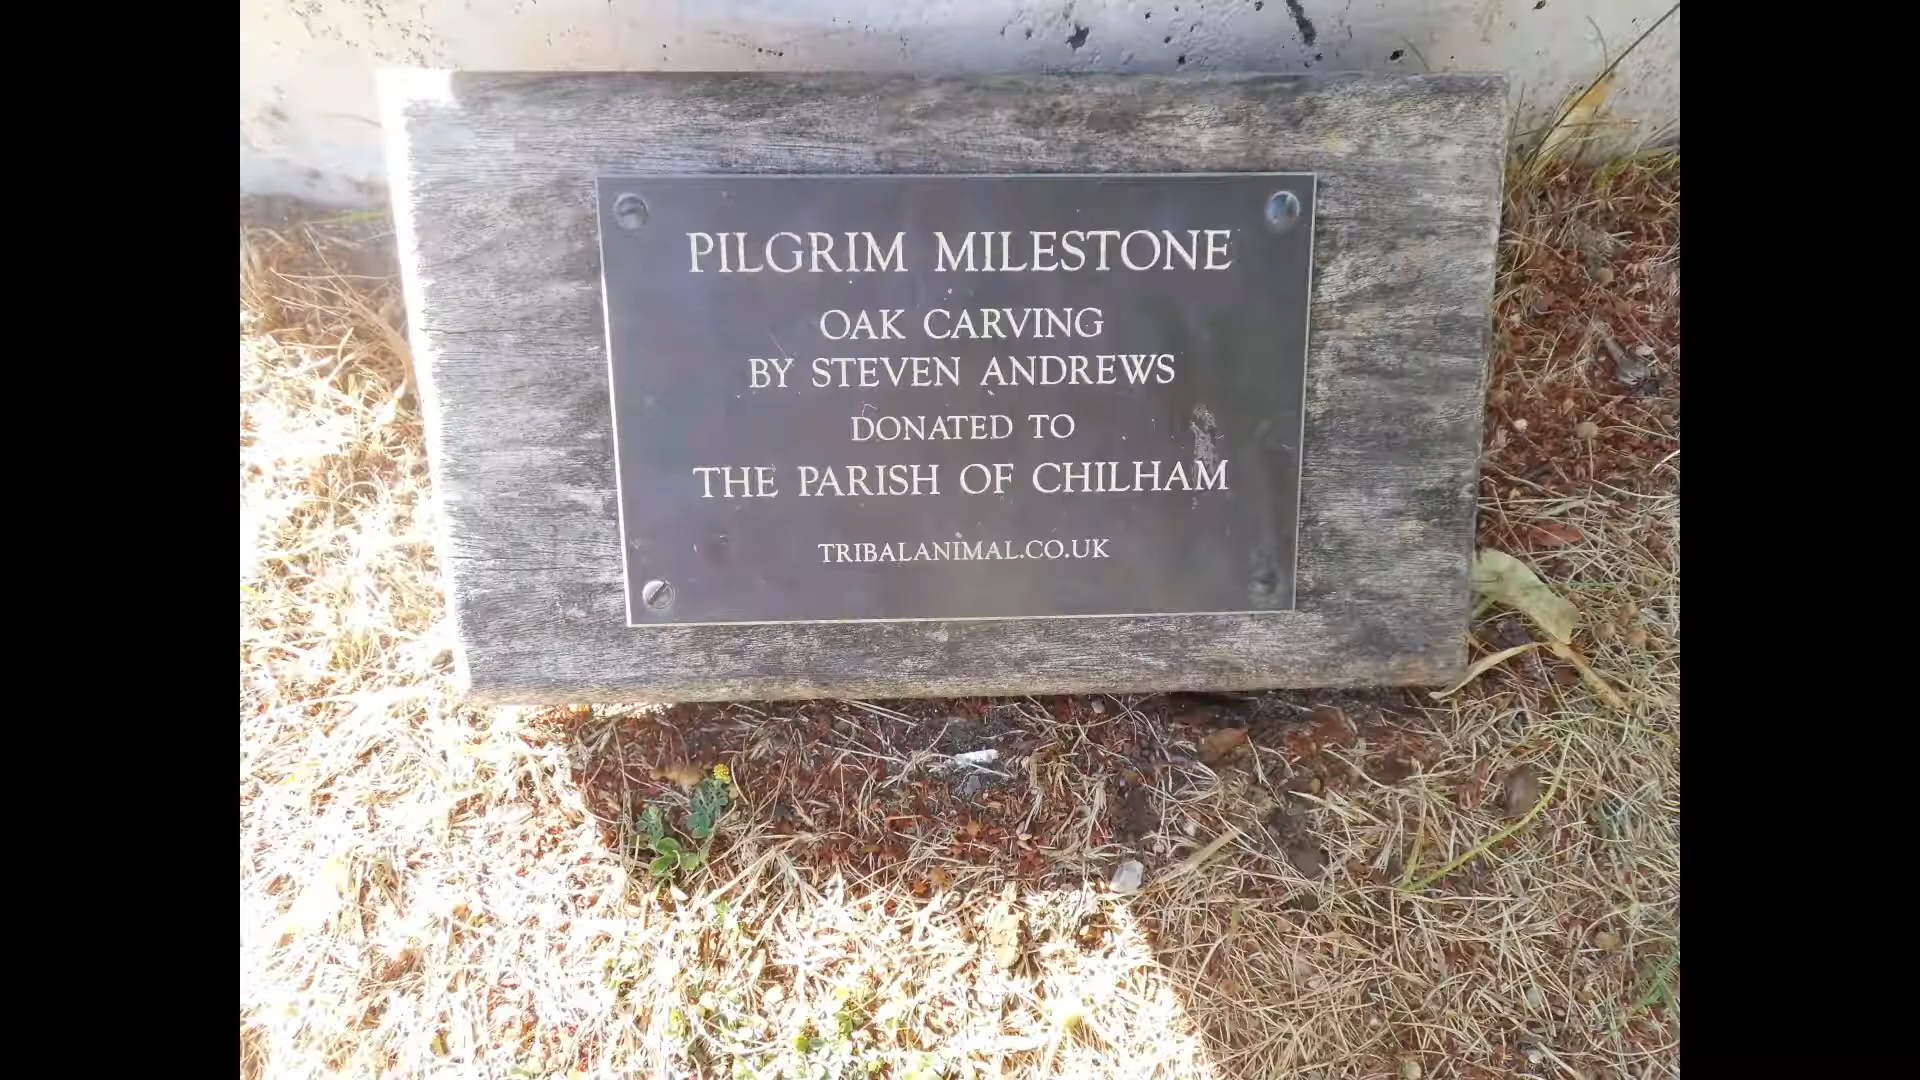 PILGRIM MILESTONE
OAK CARVING
BY STEVEN ANDREWS
DONATED TO
THE PARISH OF CHILHAM
TRIBALANIMAL.CO.UK